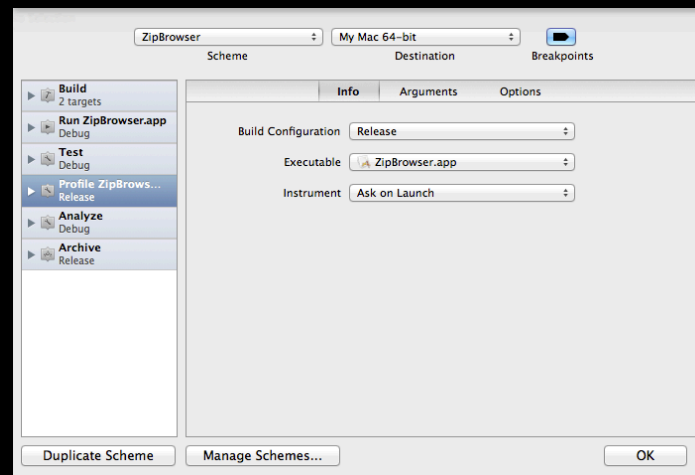 ZipBrowser
My Mac 64-bit
Scheme
Destination
Breakpoints
Build
2 targets
Run ZipBrowser.app
Debug
Test
Debug
Profile ZipBrows...
Release
Analyze
Debug
Archive
Release
Info
Arguments
Options
Build Configuration
Release
Executable
ZipBrowser.app
Instrument
Ask on Launch
Duplicate Scheme
Manage Schemes...
OK